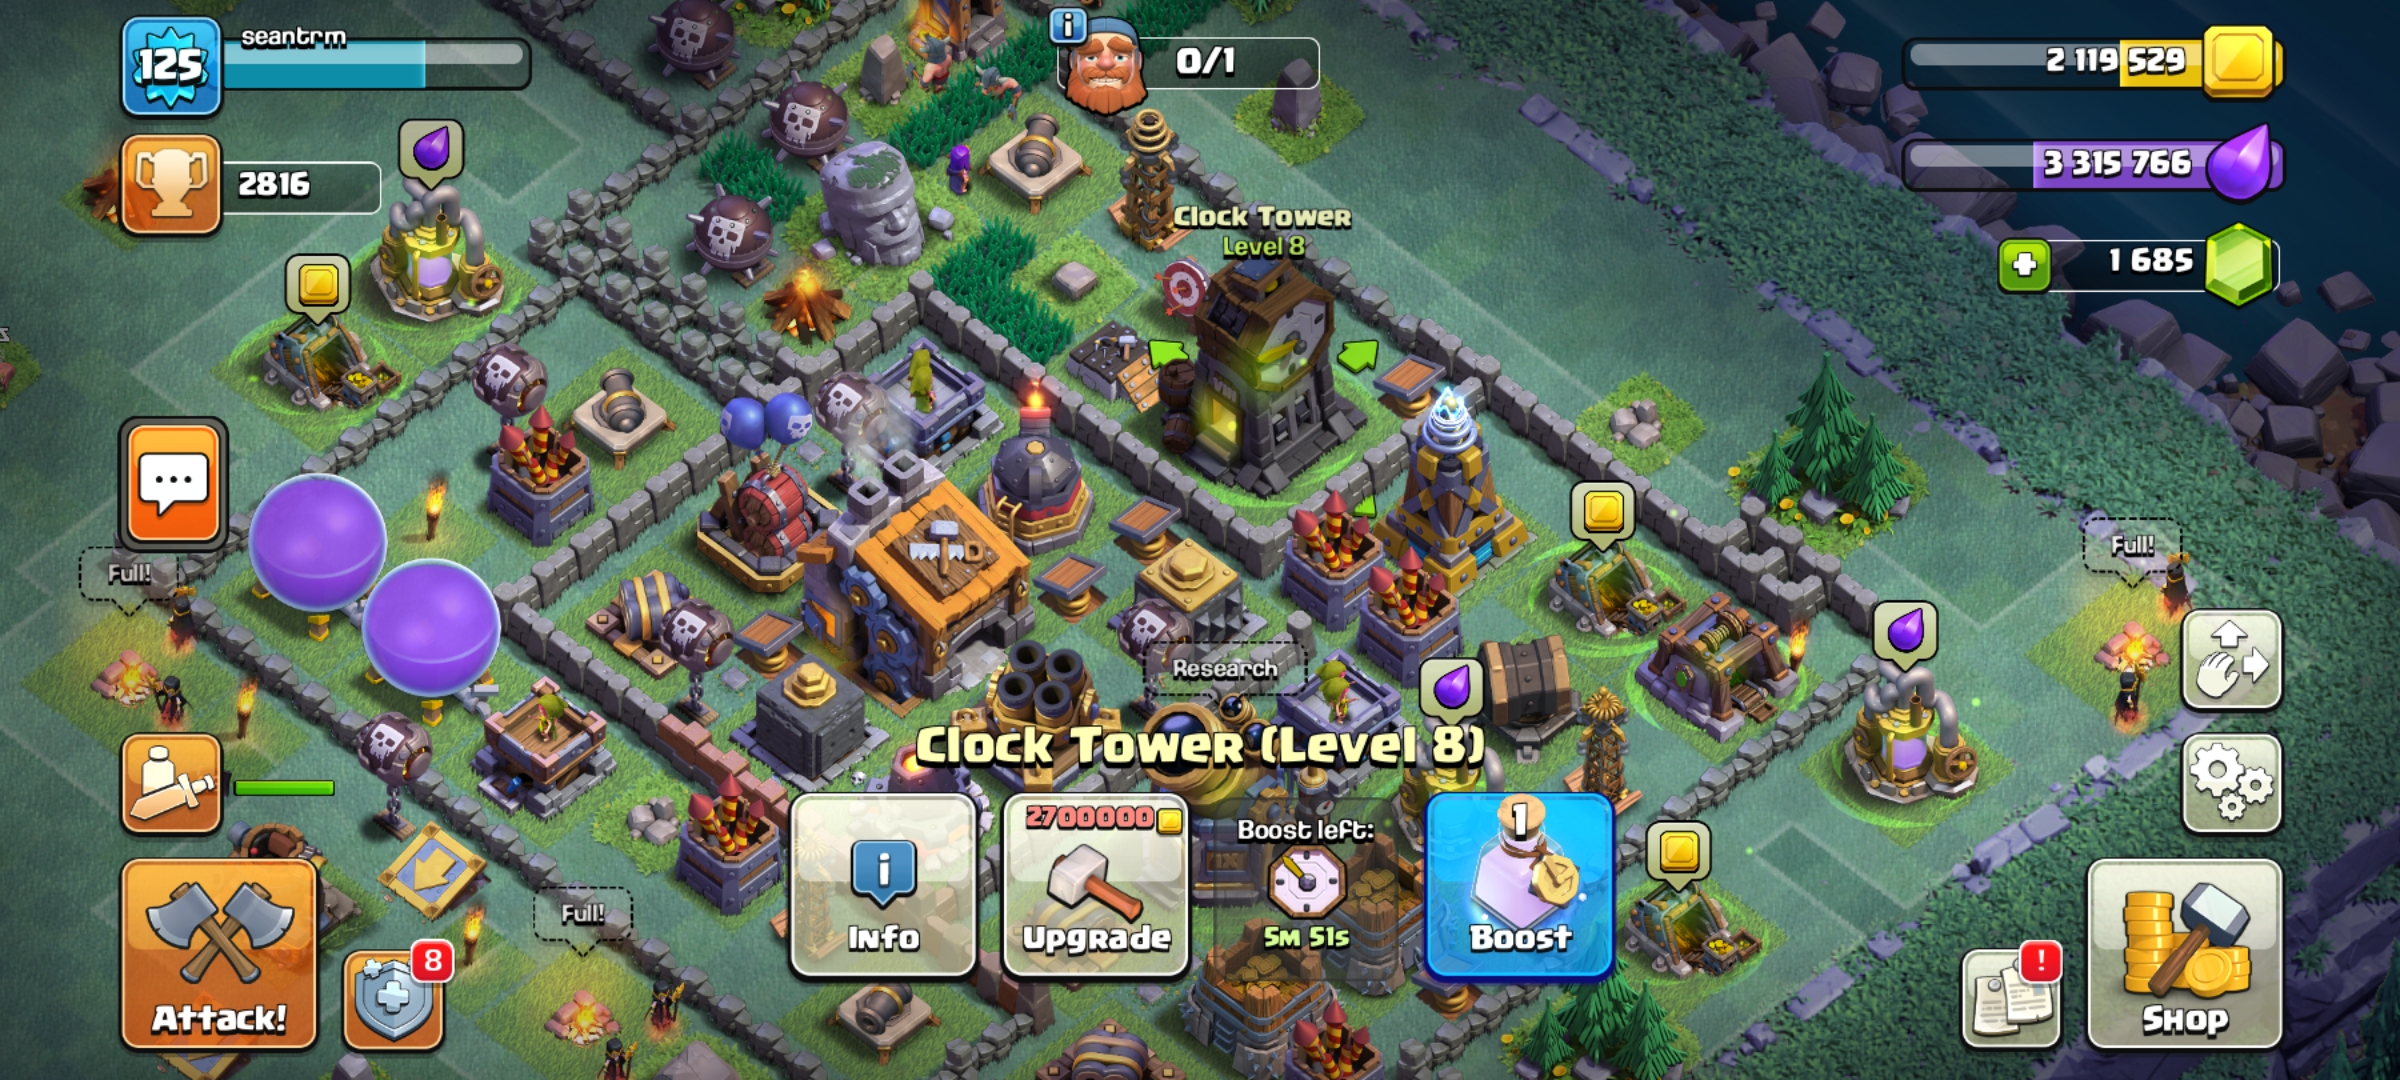 125
seantrm
0/1
2 119 529
2816
3 315 766
1 685
Clock Tower
Level 8
Full!
Full!
Research
Clock Tower (Level 8)
2700000
Info
Upgrade
Boost left:
5m 51s
1
Boost
Full!
Attack!
8
!
Shop